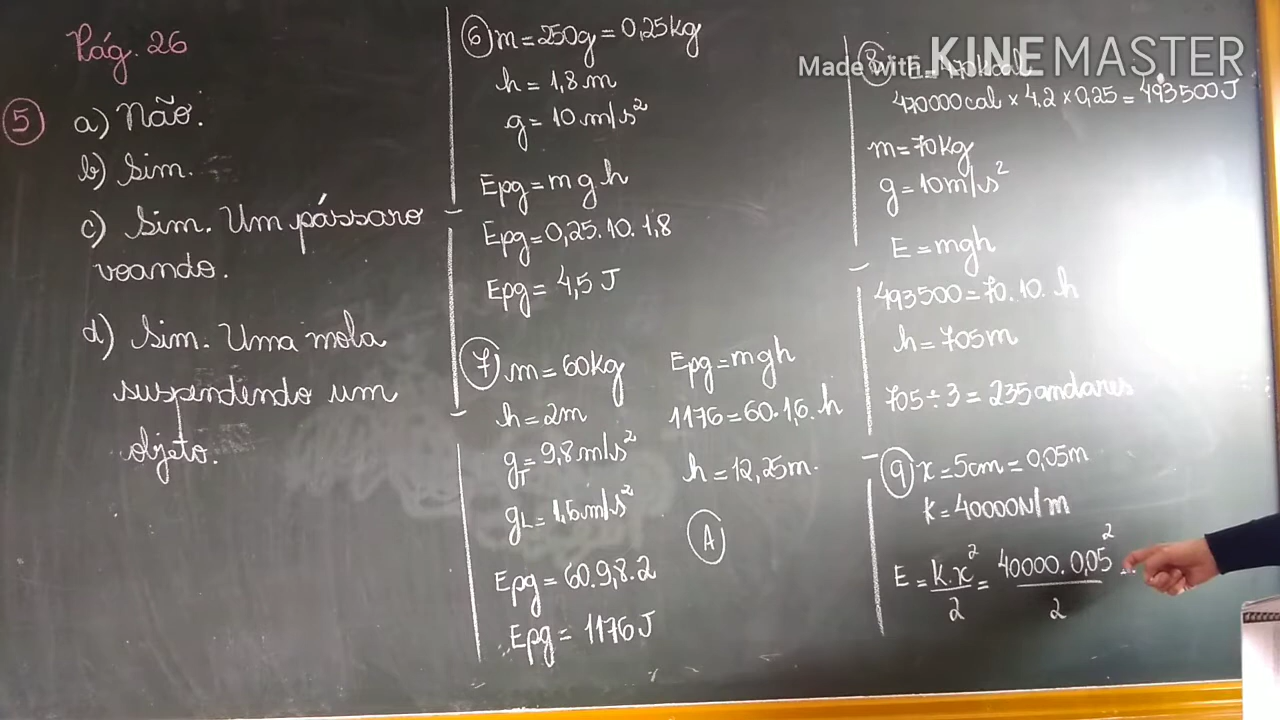 Pág. 26
5
a) Não.
b) Sim.
c) Sim. Um pássaro
voando.
d) Sim. Uma mola
suspendendo um
objeto.
6 m = 250g = 0,25kg
h = 1,8 m
g = 10 m/s²
Epg = m g h
Epg = 0,25.10.1,8
Epg = 4,5 J
7 m = 60kg
h = 2m
gT = 9,8 m/s²
gL = 1,6 m/s²
Epg = 60.9,8.2
Epg = 1176 J
Epg = mgh
1176 = 60.1,6.h
h = 12,25m.
A
Made with KINEMASTER
8 E = 470kcal
470000cal × 4,2 × 0,25 = 493500 J
m = 70kg
g = 10m/s²
E = mgh
493500 = 70.10.h
h = 705m
705 ÷ 3 = 235 andares
9 x = 5cm = 0,05m
K = 40000N/m
E = K.x²/2 = 40000.0,05²/2